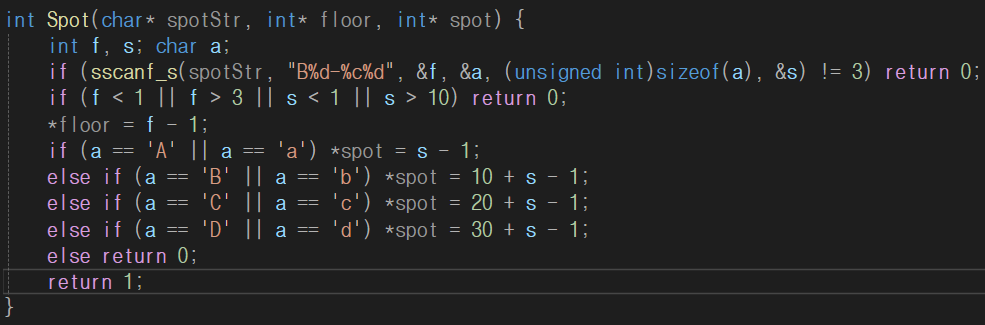 int Spot(char* spotStr, int* floor, int* spot) {
int f, s; char a;
if (sscanf_s(spotStr, "B%d-%c%d", &f, &a, (unsigned int)sizeof(a), &s) != 3) return 0;
if (f < 1 || f > 3 || s < 1 || s > 10) return 0;
*floor = f - 1;
if (a == 'A' || a == 'a') *spot = s - 1;
else if (a == 'B' || a == 'b') *spot = 10 + s - 1;
else if (a == 'C' || a == 'c') *spot = 20 + s - 1;
else if (a == 'D' || a == 'd') *spot = 30 + s - 1;
else return 0;
return 1;
}